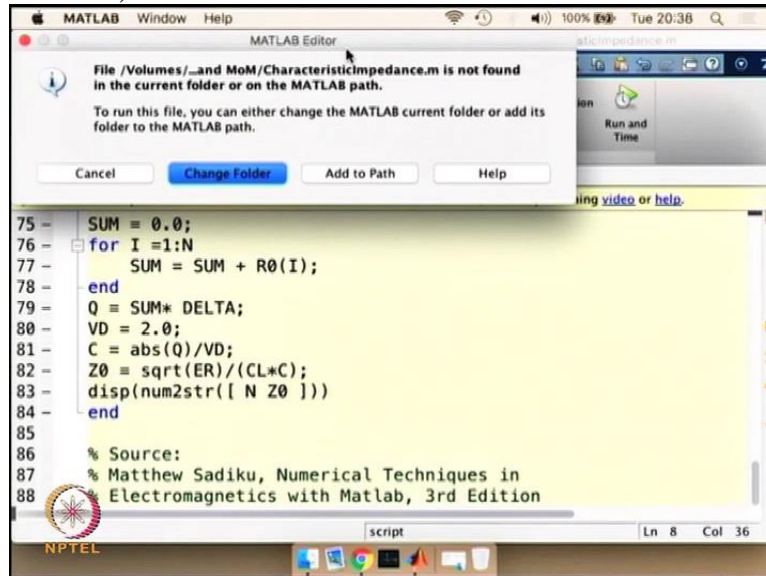 MATLAB Window Help 100% Tue 20:38
MATLAB Editor
File /Volumes/…and MoM/CharacteristicImpedance.m is not found
in the current folder or on the MATLAB path.
To run this file, you can either change the MATLAB current folder or add its
folder to the MATLAB path.
Cancel Change Folder Add to Path Help
Run and
Time
video or help.
75 – SUM = 0.0;
76 – for I =1:N
77 – SUM = SUM + R0(I);
78 – end
79 – Q = SUM* DELTA;
80 – VD = 2.0;
81 – C = abs(Q)/VD;
82 – Z0 = sqrt(ER)/(CL*C);
83 – disp(num2str([ N Z0 ]))
84 – end
85
86 % Source:
87 % Matthew Sadiku, Numerical Techniques in
88 % Electromagnetics with Matlab, 3rd Edition
script Ln 8 Col 36
NPTEL